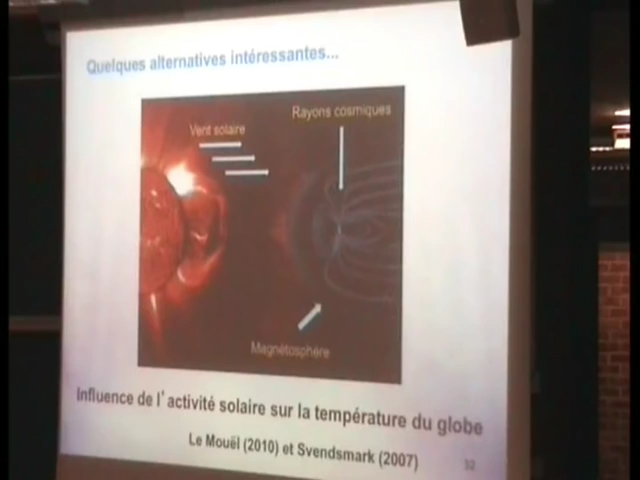 Quelques alternatives intéressantes...
Rayons cosmiques
Vent solaire
Magnétosphère
Influence de l'activité solaire sur la température du globe
Le Mouël (2010) et Svendsmark (2007)
52